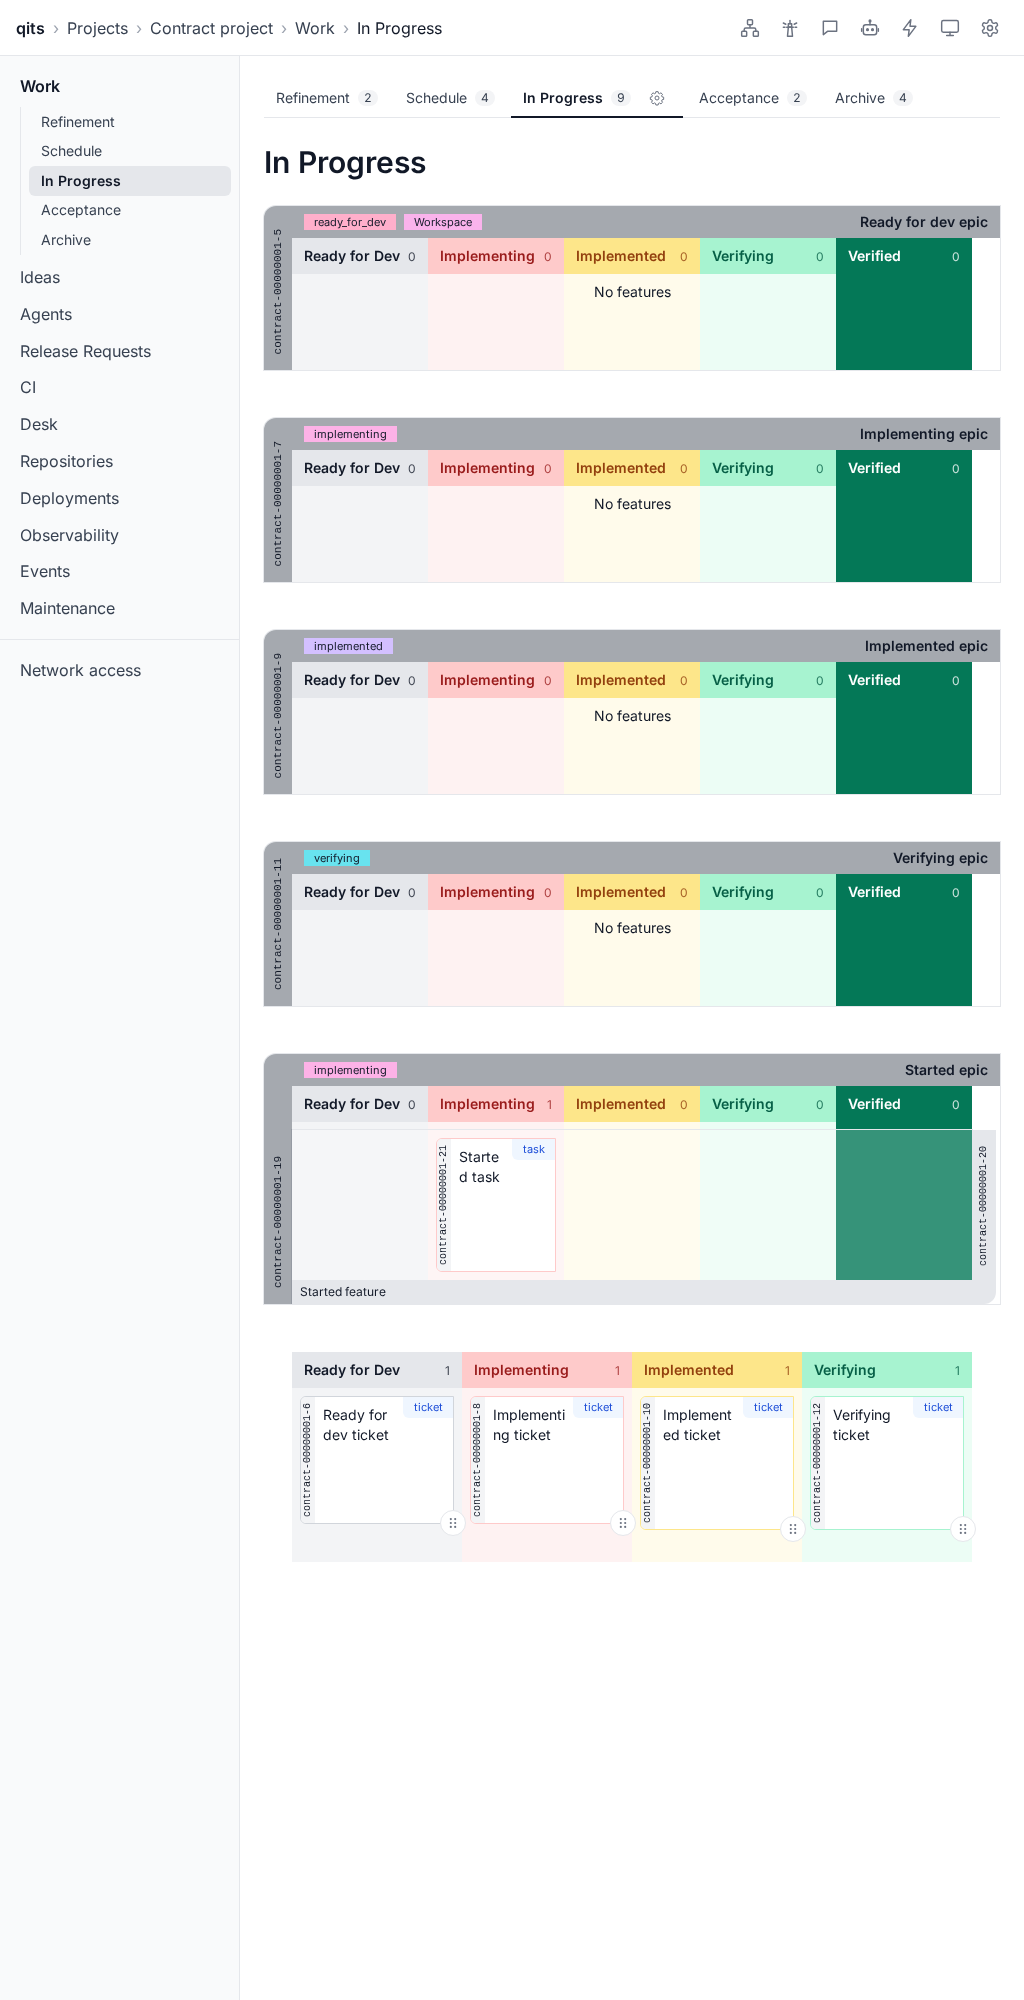 qits › Projects › Contract project › Work › In Progress
Work
Refinement
Schedule
In Progress
Acceptance
Archive
Ideas
Agents
Release Requests
CI
Desk
Repositories
Deployments
Observability
Events
Maintenance
Network access
Refinement 2 Schedule 4 In Progress 9 Acceptance 2 Archive 4
In Progress
contract-00000001-5
ready_for_dev Workspace Ready for dev epic
Ready for Dev 0 Implementing 0 Implemented 0 Verifying 0 Verified 0
No features
contract-00000001-7
implementing Implementing epic
Ready for Dev 0 Implementing 0 Implemented 0 Verifying 0 Verified 0
No features
contract-00000001-9
implemented Implemented epic
Ready for Dev 0 Implementing 0 Implemented 0 Verifying 0 Verified 0
No features
contract-00000001-11
verifying Verifying epic
Ready for Dev 0 Implementing 0 Implemented 0 Verifying 0 Verified 0
No features
contract-00000001-19
implementing Started epic
Ready for Dev 0 Implementing 1 Implemented 0 Verifying 0 Verified 0
contract-00000001-21
task
Starte
d task
contract-00000001-20
Started feature
Ready for Dev 1 Implementing 1 Implemented 1 Verifying 1
contract-00000001-6
ticket
Ready for
dev ticket
contract-00000001-8
ticket
Implementi
ng ticket
contract-00000001-10
ticket
Implement
ed ticket
contract-00000001-12
ticket
Verifying
ticket